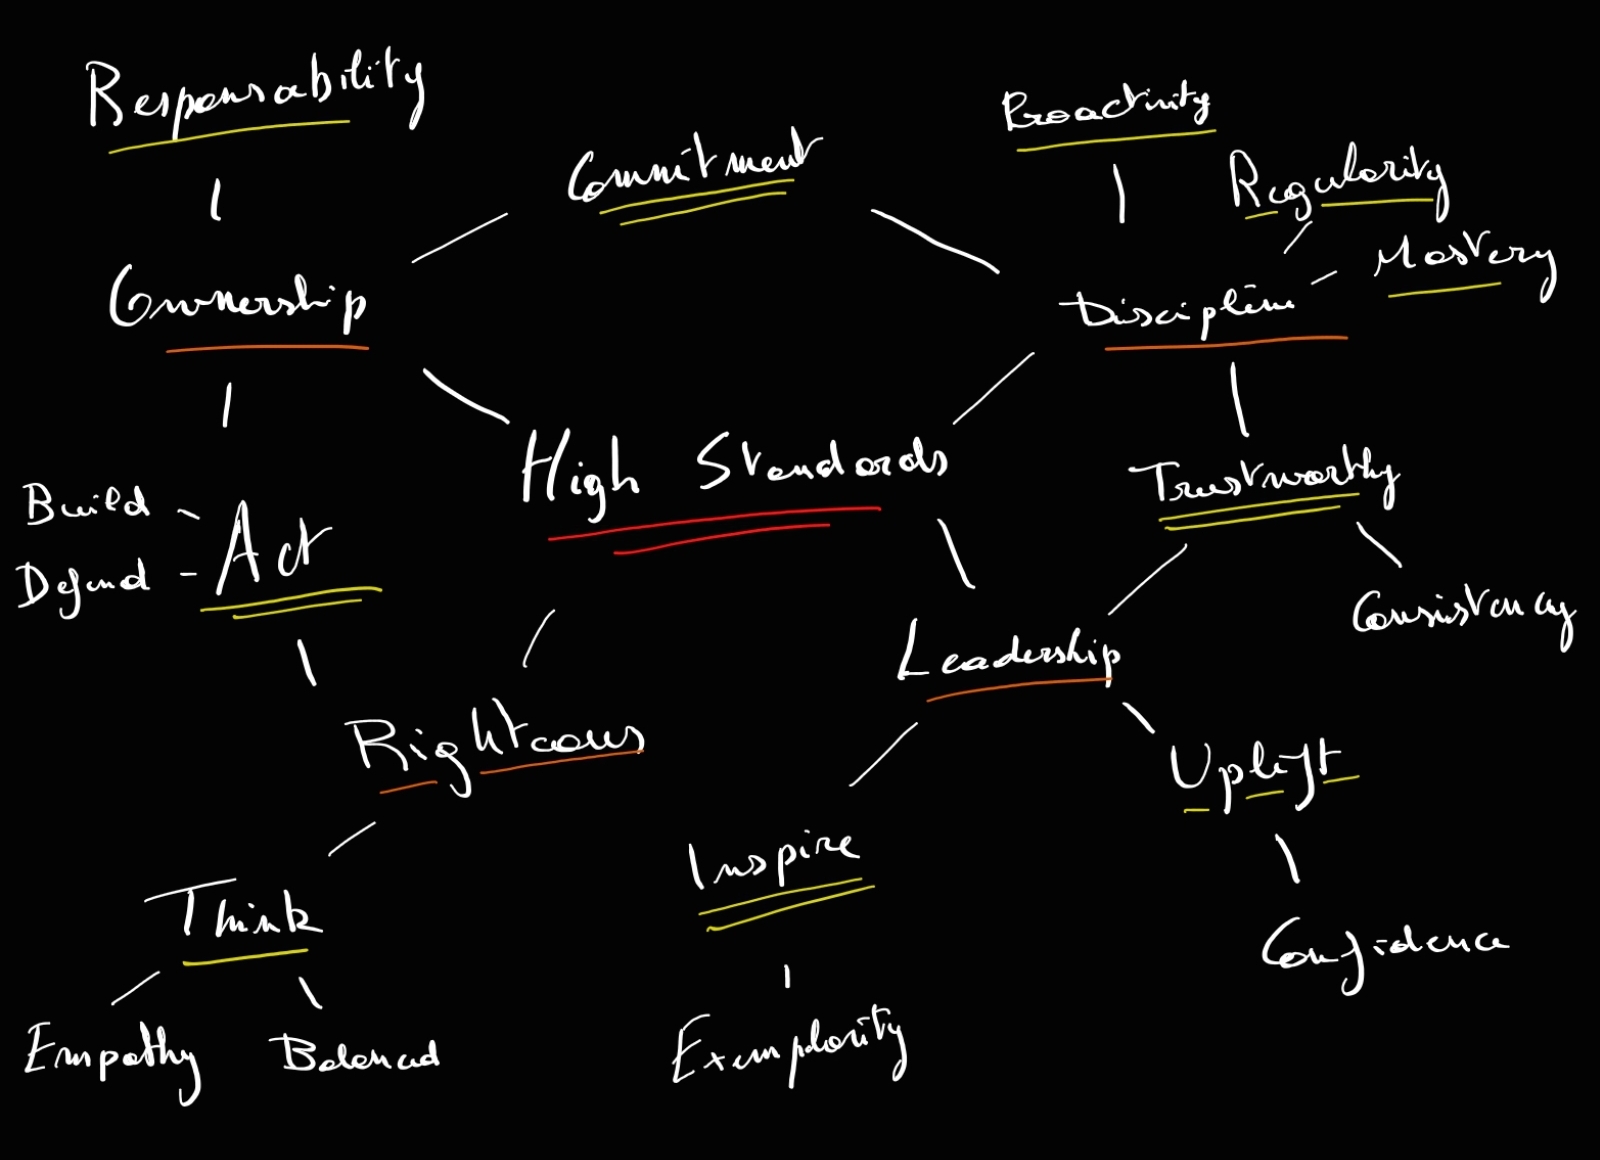 Responsability
Proactivity
Commitment
Regularity
Mastery
Ownership
Discipline
High Standards
Trustworthy
Build
Act
Defend
Consistency
Leadership
Righteous
Uplift
Inspire
Think
Confidence
Empathy
Balanced
Exemplarity